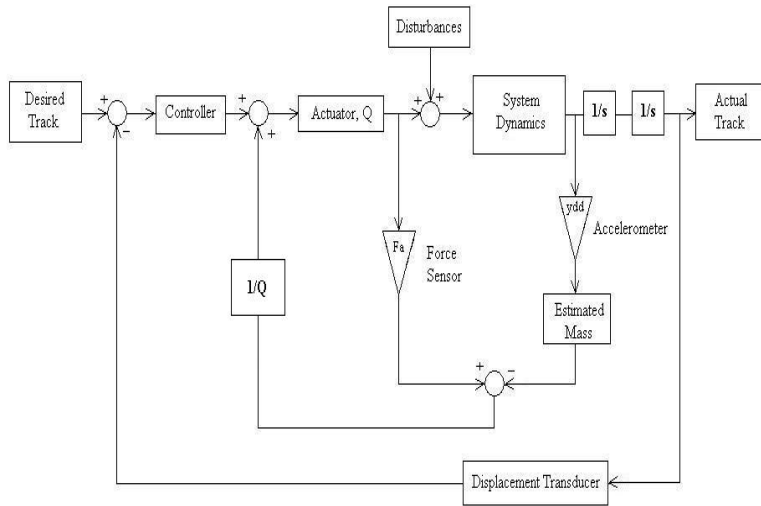 Disturbances
Desired
Track
+
−
Controller
+
+
Actuator, Q
+
+
System
Dynamics
1/s
1/s
Actual
Track
ydd
Accelerometer
Fa
Force
Sensor
1/Q
Estimated
Mass
+
−
Displacement Transducer